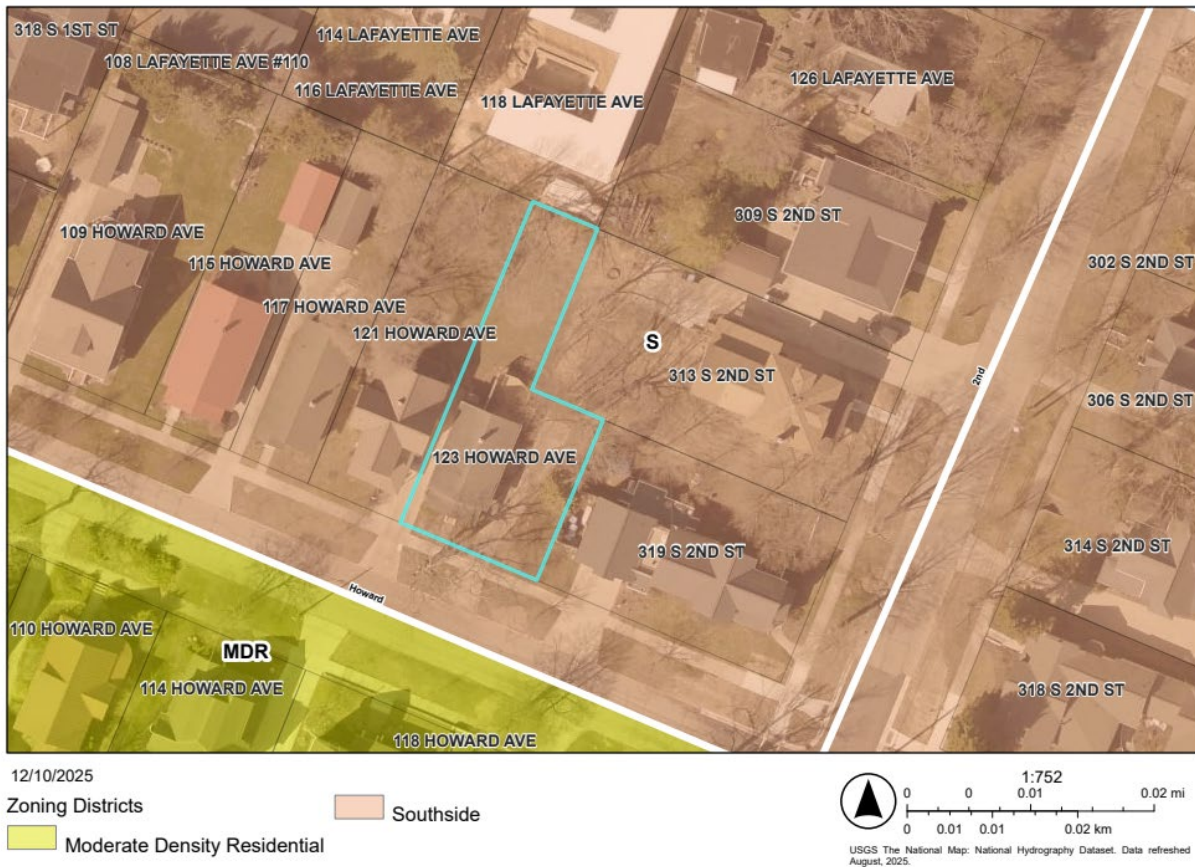 318 S 1ST ST
114 LAFAYETTE AVE
108 LAFAYETTE AVE #110
116 LAFAYETTE AVE
118 LAFAYETTE AVE
126 LAFAYETTE AVE
309 S 2ND ST
109 HOWARD AVE
302 S 2ND ST
115 HOWARD AVE
117 HOWARD AVE
121 HOWARD AVE
S
313 S 2ND ST
2nd
306 S 2ND ST
123 HOWARD AVE
319 S 2ND ST
314 S 2ND ST
Howard
110 HOWARD AVE
MDR
114 HOWARD AVE
318 S 2ND ST
118 HOWARD AVE
12/10/2025
Zoning Districts
Moderate Density Residential
Southside
1:752
0 0 0.01 0.02 mi
0 0.01 0.01 0.02 km
USGS The National Map: National Hydrography Dataset. Data refreshed
August, 2025.